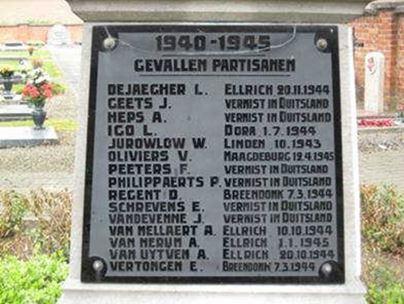 1940-1945
GEVALLEN PARTISANEN
DEJAEGHER L. ELLRICH 20.11.1944
GEETS J. VERMIST IN DUITSLAND
HEPS A. VERMIST IN DUITSLAND
IGO L. DORA 1.7.1944
JUROWLOW W. LINDEN 10.1943
OLIVIERS V. MAAGDEBURG 12.4.1945
PEETERS F. VERMIST IN DUITSLAND
PHILIPPAERTS P. VERMIST IN DUITSLAND
REGENT D. BREENDONK 7.3.1944
SCHREVENS E. VERMIST IN DUITSLAND
VANDEVENNE J. VERMIST IN DUITSLAND
VAN MELLAERT A. ELLRICH 10.10.1944
VAN NERUM A. ELLRICH 1.1.1945
VAN UYTVEN A. ELLRICH 20.10.1944
VERTONGEN E. BREENDONK 7.3.1944